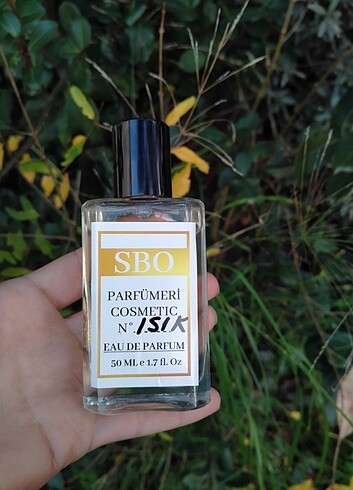 SBO
PARFÜMERİ
COSMETIC
N°. ISIK
EAU DE PARFUM
50 ML e 1.7 fl. Oz